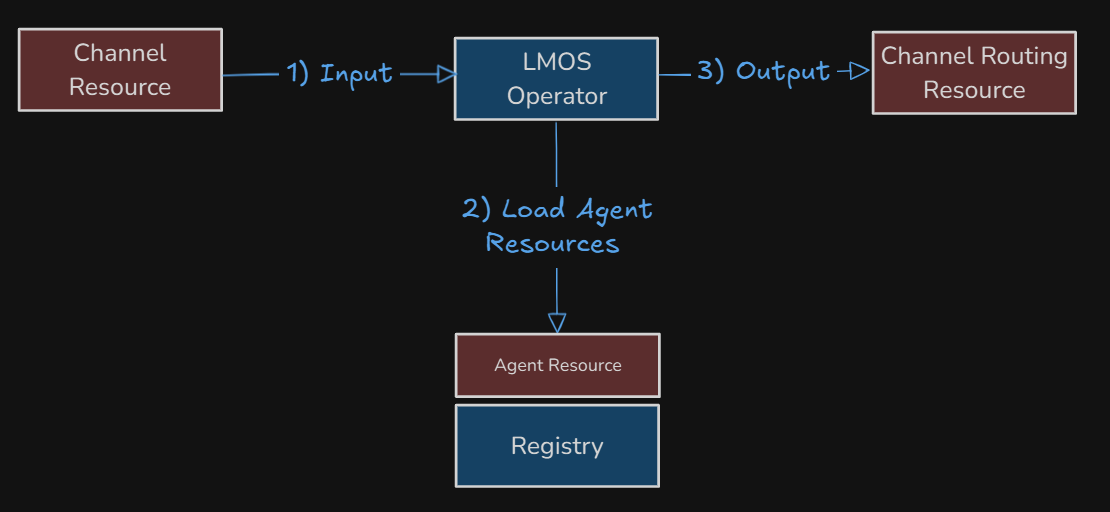 Channel
Resource
1) Input
LMOS
Operator
3) Output
Channel Routing
Resource
2) Load Agent
Resources
Agent Resource
Registry